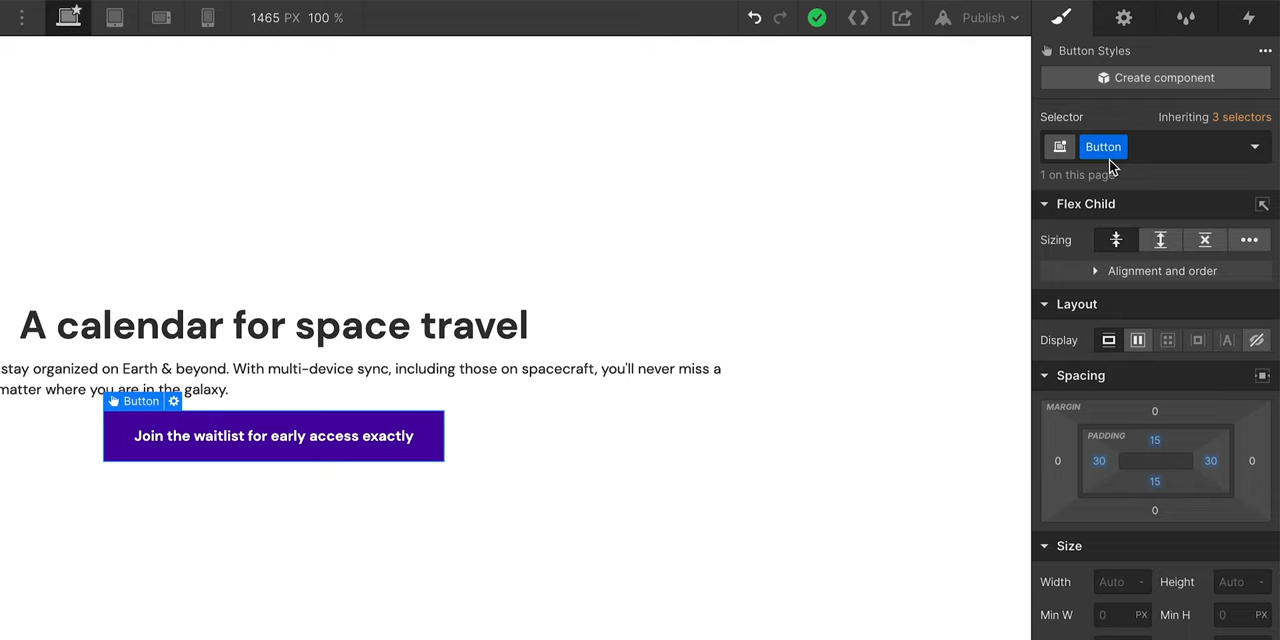 1465 PX 100 %
Publish
Button Styles
Create component
Selector
Inheriting 3 selectors
Button
1 on this page
Flex Child
Sizing
Alignment and order
Layout
Display
A
Spacing
MARGIN
0
PADDING
15
0
30
30
0
15
0
Size
Width
Auto
-
Height
Auto
-
Min W
0
PX
Min H
0
PX
A calendar for space travel
stay organized on Earth & beyond. With multi-device sync, including those on spacecraft, you'll never miss a
matter where you are in the galaxy.
Button
Join the waitlist for early access exactly